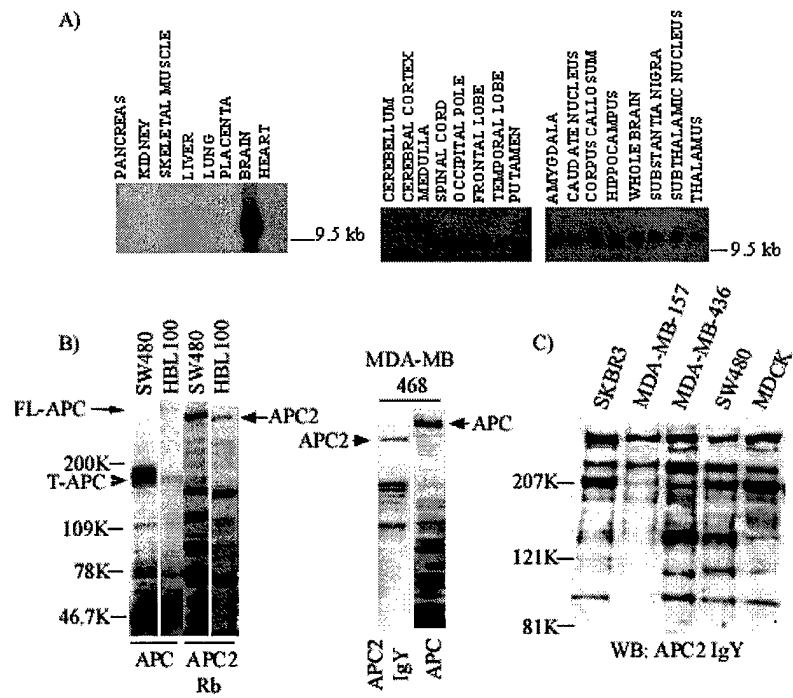 A)
PANCREAS
KIDNEY
SKELETAL MUSCLE
LIVER
LUNG
PLACENTA
BRAIN
HEART
9.5 kb
CEREBELLUM
CEREBRAL CORTEX
MEDULLA
SPINAL CORD
OCCIPITAL POLE
FRONTAL LOBE
TEMPORAL LOBE
PUTAMEN
AMYGDALA
CAUDATE NUCLEUS
CORPUS CALLOSUM
HIPPOCAMPUS
WHOLE BRAIN
SUBSTANTIA NIGRA
SUBTHALAMIC NUCLEUS
THALAMUS
9.5 kb
B)
SW480
HBL100
SW480
HBL100
FL-APC
APC2
200K
T-APC
109K
78K
46.7K
APC
APC2
Rb
MDA-MB
468
APC2
APC
APC2
IgY
APC
C)
SKBR3
MDA-MB-157
MDA-MB-436
SW480
MDCK
207K
121K
81K
WB: APC2 IgY